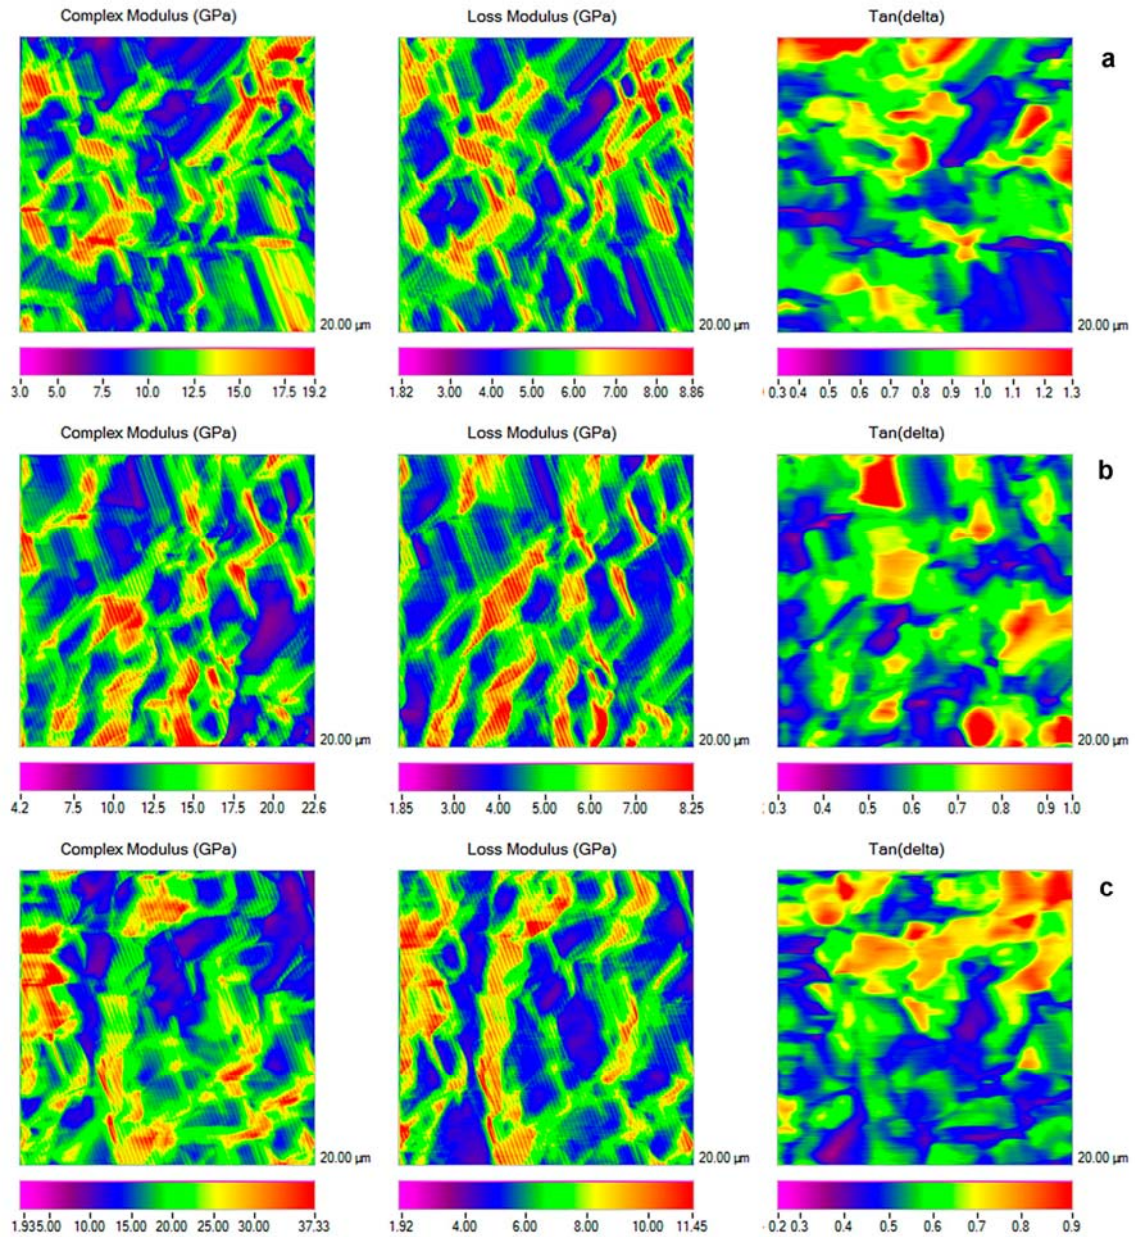 Complex Modulus (GPa) Loss Modulus (GPa) Tan(delta)
a
20.00 µm 20.00 µm 20.00 µm
3.0 5.0 7.5 10.0 12.5 15.0 17.5 19.2 1.82 3.00 4.00 5.00 6.00 7.00 8.00 8.86 0.3 0.4 0.5 0.6 0.7 0.8 0.9 1.0 1.1 1.2 1.3
Complex Modulus (GPa) Loss Modulus (GPa) Tan(delta)
b
20.00 µm 20.00 µm 20.00 µm
4.2 7.5 10.0 12.5 15.0 17.5 20.0 22.6 1.85 3.00 4.00 5.00 6.00 7.00 8.25 0.3 0.4 0.5 0.6 0.7 0.8 0.9 1.0
Complex Modulus (GPa) Loss Modulus (GPa) Tan(delta)
c
20.00 µm 20.00 µm 20.00 µm
1.935.00 10.00 15.00 20.00 25.00 30.00 37.33 1.92 4.00 6.00 8.00 10.00 11.45 0.2 0.3 0.4 0.5 0.6 0.7 0.8 0.9